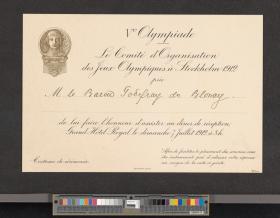 Vme Olympiade
Le Comité d'Organisation
des Jeux Olympiques à Stockholm 1912
prie
M. le Baron Godefroy de Blonay
de lui faire l'honneur d'assister au dîner de réception,
Grand Hôtel Royal le dimanche 7 Juillet 1912 à
Costume de cérémonie.